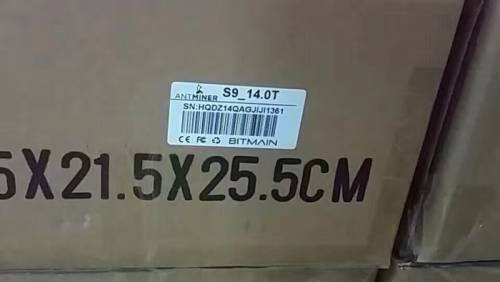 ANTMINER S9_14.0T
SN:HQDZ14QAGJIJI1361
CE FC BITMAIN
5X21.5X25.5CM